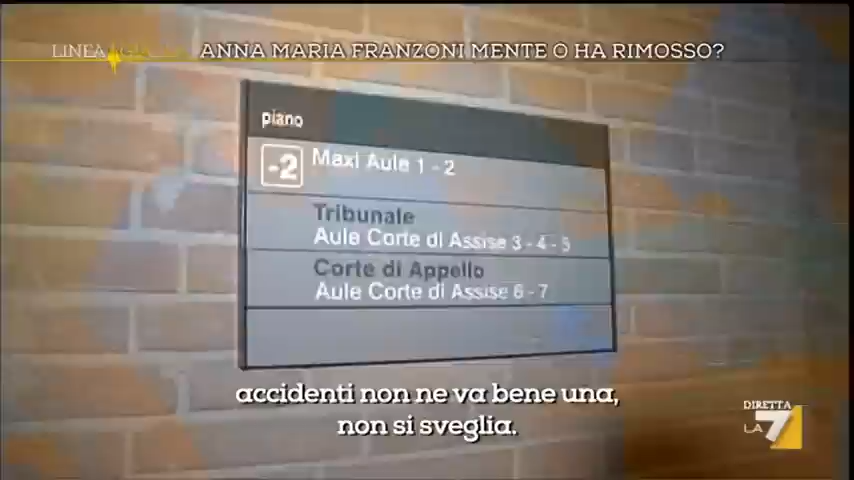 LINEA GIALLA ANNA MARIA FRANZONI MENTE O HA RIMOSSO?
piano
-2 Maxi Aule 1 - 2
Tribunale
Aule Corte di Assise 3 - 4 - 5
Corte di Appello
Aule Corte di Assise 6 - 7
accidenti non ne va bene una,
non si sveglia.
DIRETTA
LA 7